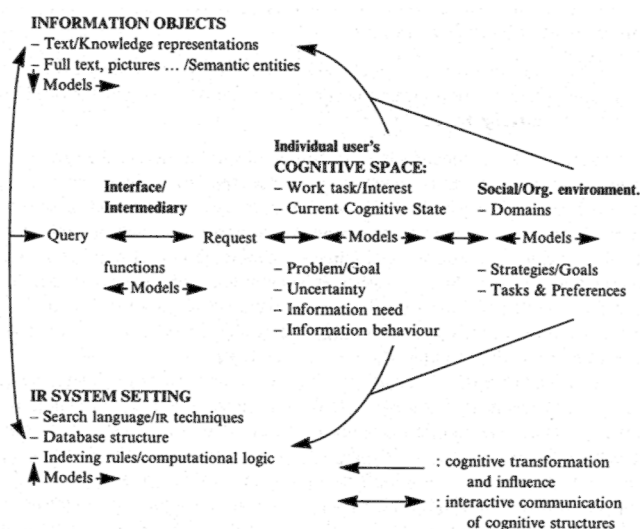 INFORMATION OBJECTS
– Text/Knowledge representations
– Full text, pictures ... /Semantic entities
Models
Individual user's
COGNITIVE SPACE:
Interface/
Intermediary
– Work task/Interest
– Current Cognitive State
Social/Org. environment.
– Domains
Query
Request
Models
Models
functions
Models
– Problem/Goal
– Uncertainty
– Information need
– Information behaviour
– Strategies/Goals
– Tasks & Preferences
IR SYSTEM SETTING
– Search language/IR techniques
– Database structure
– Indexing rules/computational logic
Models
: cognitive transformation
and influence
: interactive communication
of cognitive structures